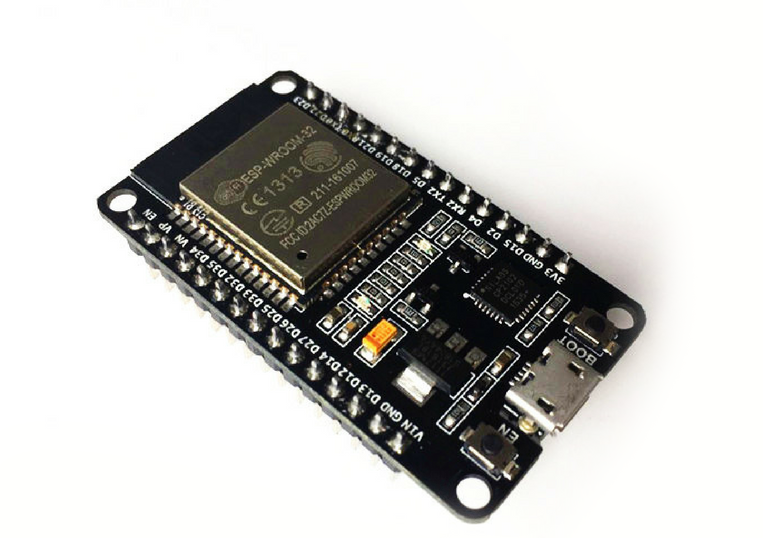 ESP-WROOM-32
CE1313
R 211-161007
FCC ID:2AC7Z-ESPWROOM32
D23
D22
TX0
RX0
D21
D19
D18
D5
TX2
RX2
D4
D2
D15
GND
3V3
EN
VP
VN
D34
D35
D32
D33
D25
D26
D27
D14
D12
D13
GND
VIN
BOOT
EN